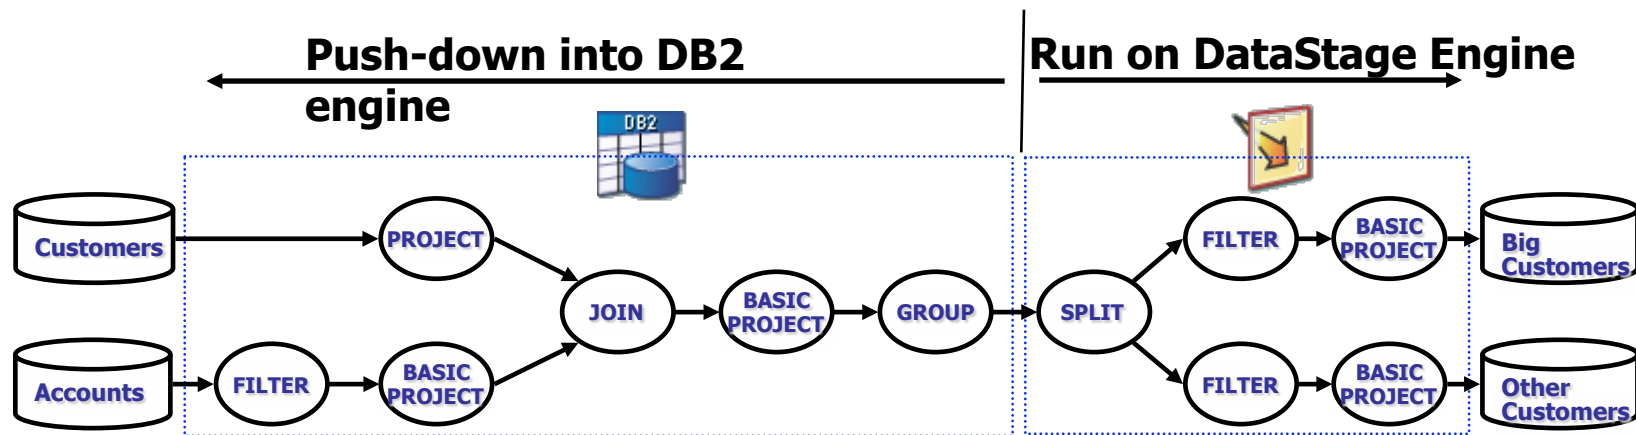 Push-down into DB2
engine
Run on DataStage Engine
DB2
Customers
PROJECT
FILTER
BASIC
PROJECT
Big
Customers
JOIN
BASIC
PROJECT
GROUP
SPLIT
Accounts
FILTER
BASIC
PROJECT
FILTER
BASIC
PROJECT
Other
Customers